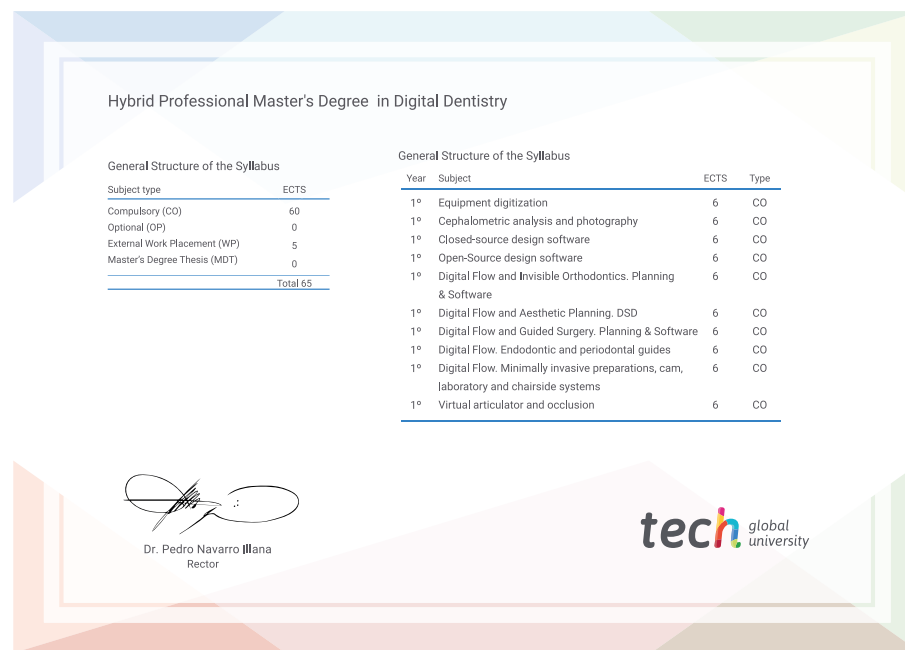 Hybrid Professional Master's Degree in Digital Dentistry
General Structure of the Syllabus
Subject type ECTS
Compulsory (CO) 60
Optional (OP) 0
External Work Placement (WP) 5
Master's Degree Thesis (MDT) 0
Total 65
General Structure of the Syllabus
Year Subject ECTS Type
1º Equipment digitization 6 CO
1º Cephalometric analysis and photography 6 CO
1º Closed-source design software 6 CO
1º Open-Source design software 6 CO
1º Digital Flow and Invisible Orthodontics. Planning 6 CO
& Software
1º Digital Flow and Aesthetic Planning. DSD 6 CO
1º Digital Flow and Guided Surgery. Planning & Software 6 CO
1º Digital Flow. Endodontic and periodontal guides 6 CO
1º Digital Flow. Minimally invasive preparations, cam, 6 CO
laboratory and chairside systems
1º Virtual articulator and occlusion 6 CO
Dr. Pedro Navarro Illana
Rector
tech global
university